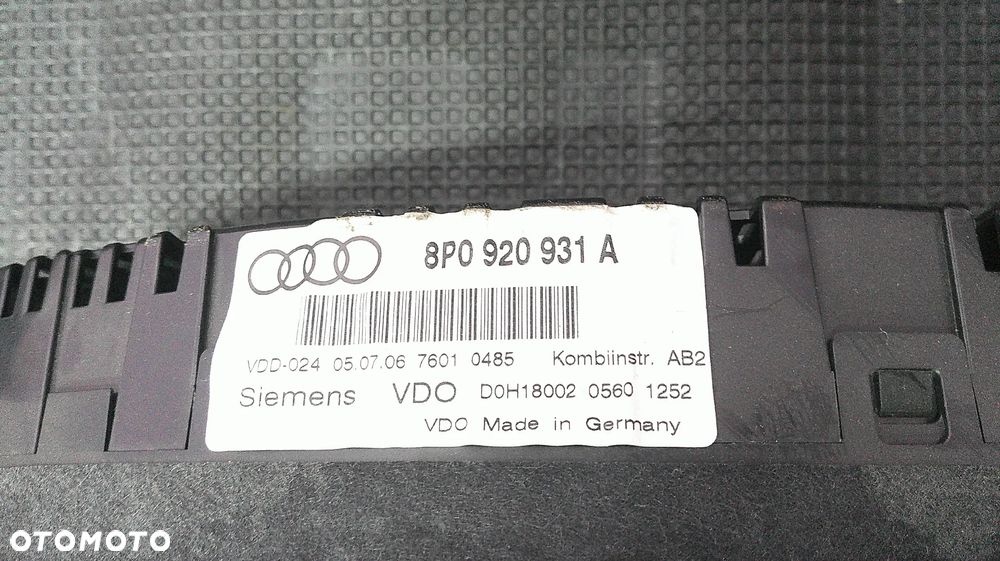 8P0 920 931 A
VDD-024 05.07.06 7601 0485 Kombiinstr. AB2
Siemens VDO D0H18002 0560 1252
VDO Made in Germany
OTOMOTO